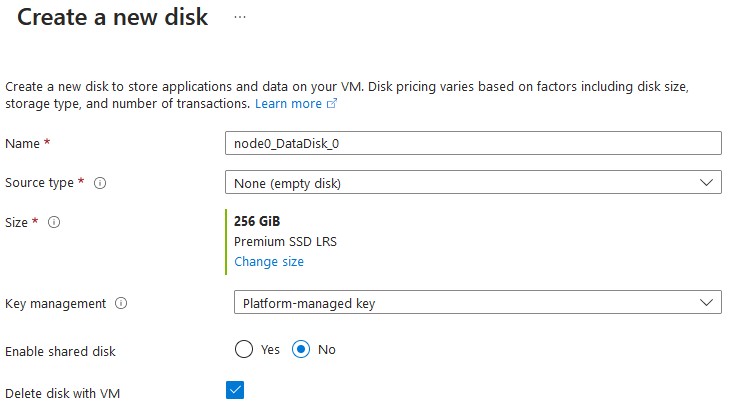 Create a new disk ...
Create a new disk to store applications and data on your VM. Disk pricing varies based on factors including disk size,
storage type, and number of transactions. Learn more
Name *
node0_DataDisk_0
Source type *
None (empty disk)
Size *
256 GiB
Premium SSD LRS
Change size
Key management
Platform-managed key
Enable shared disk
Yes No
Delete disk with VM